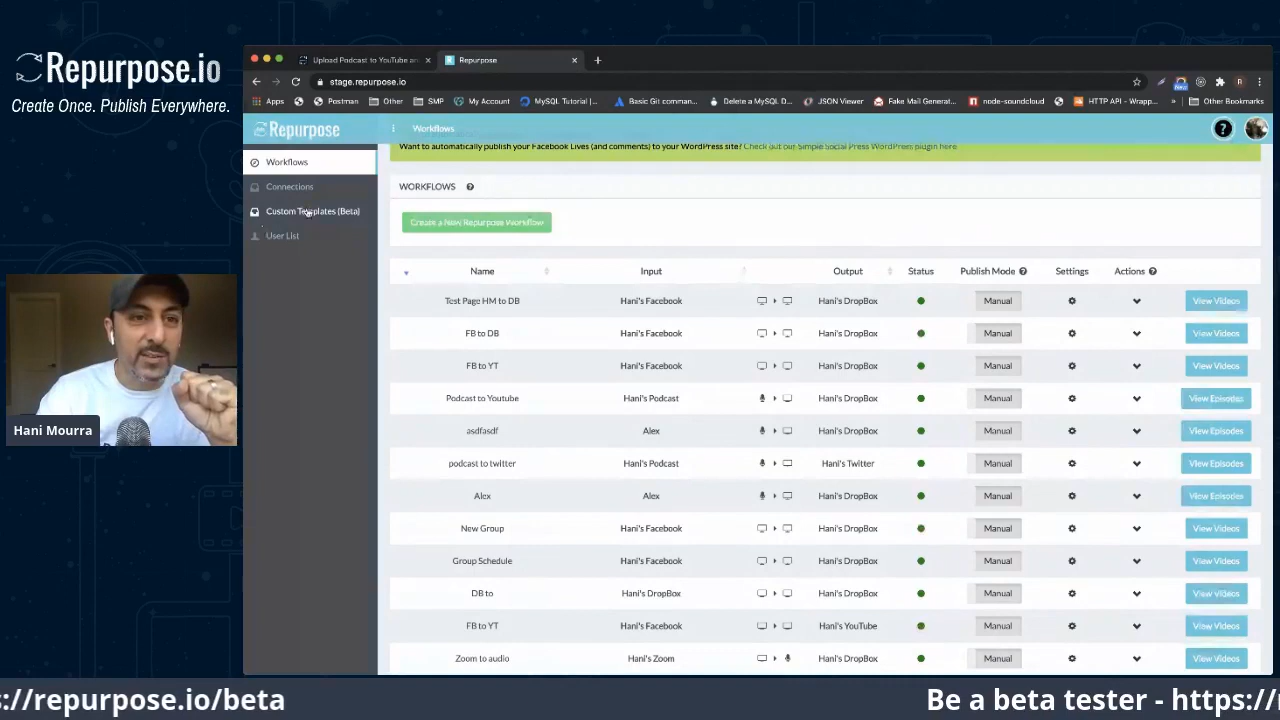 Repurpose.io
Create Once. Publish Everywhere.
Upload Podcast to YouTube an
Repurpose
stage.repurpose.io
Apps
Postman
Other
SMP
My Account
MySQL Tutorial |...
Basic Git comman...
Delete a MySQL D...
JSON Viewer
Fake Mail Generat...
node-soundcloud
HTTP API - Wrapp...
Other Bookmarks
Repurpose
Workflows
Want to automatically publish your Facebook Lives (and comments) to your WordPress site? Check out our Simple Social Press WordPress plugin here
Workflows
Connections
Custom Templates (Beta)
User List
WORKFLOWS
Create a New Repurpose Workflow
Name Input Output Status Publish Mode Settings Actions
Test Page HM to DB Hani's Facebook Hani's DropBox Manual View Videos
FB to DB Hani's Facebook Hani's DropBox Manual View Videos
FB to YT Hani's Facebook Hani's DropBox Manual View Videos
Podcast to Youtube Hani's Podcast Hani's DropBox Manual View Episodes
asdfasdf Alex Hani's DropBox Manual View Episodes
podcast to twitter Hani's Podcast Hani's Twitter Manual View Episodes
Alex Alex Hani's DropBox Manual View Episodes
New Group Hani's Facebook Hani's DropBox Manual View Videos
Group Schedule Hani's Facebook Hani's DropBox Manual View Videos
DB to Hani's DropBox Hani's DropBox Manual View Videos
FB to YT Hani's Facebook Hani's YouTube Manual View Videos
Zoom to audio Hani's Zoom Hani's DropBox Manual View Videos
Hani Mourra
s://repurpose.io/beta
Be a beta tester - https://r